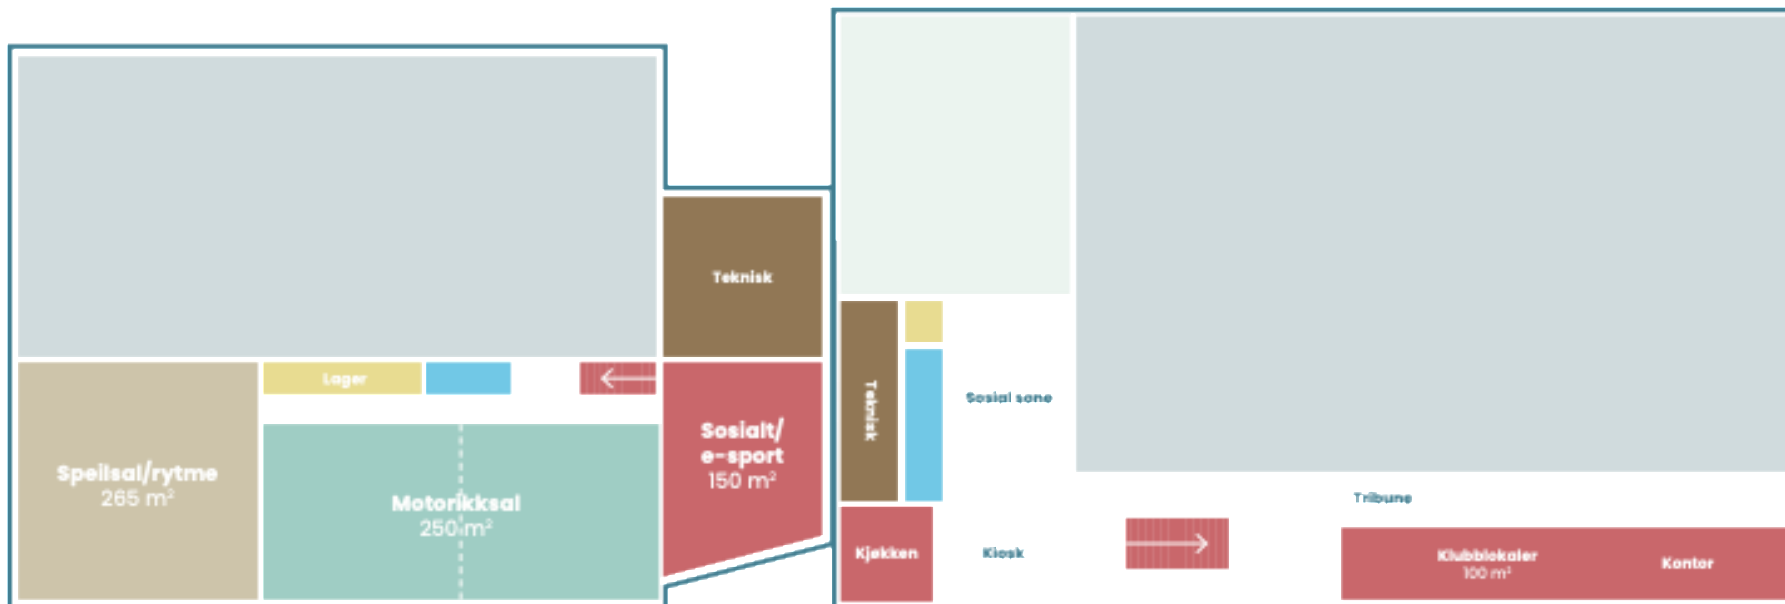 Teknisk
Lager
Speilsal/rytme
265 m²
Motorikksal
250 m²
Sosialt/
e-sport
150 m²
Teknisk
Sosial sone
Kjøkken
Kiosk
Tribune
Klubblokaler
100 m²
Kontor